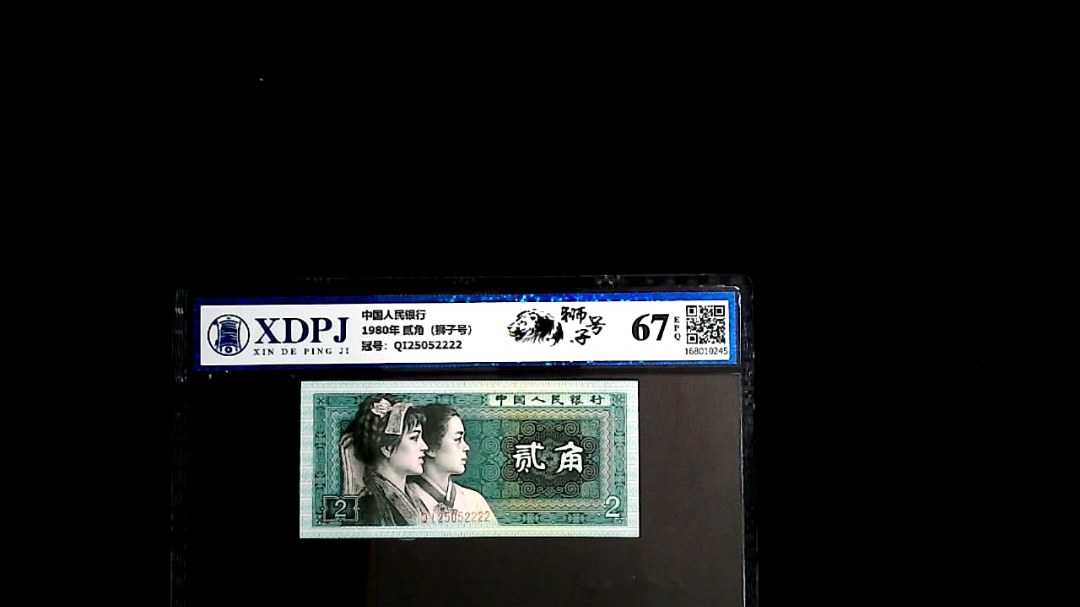 XDPJ
XIN DE PING JI
中国人民银行
1980年 贰角（狮子号）
冠号：QI25052222
狮子号
67
EPQ
168019245
中国人民银行
贰角
2
2
QI25052222